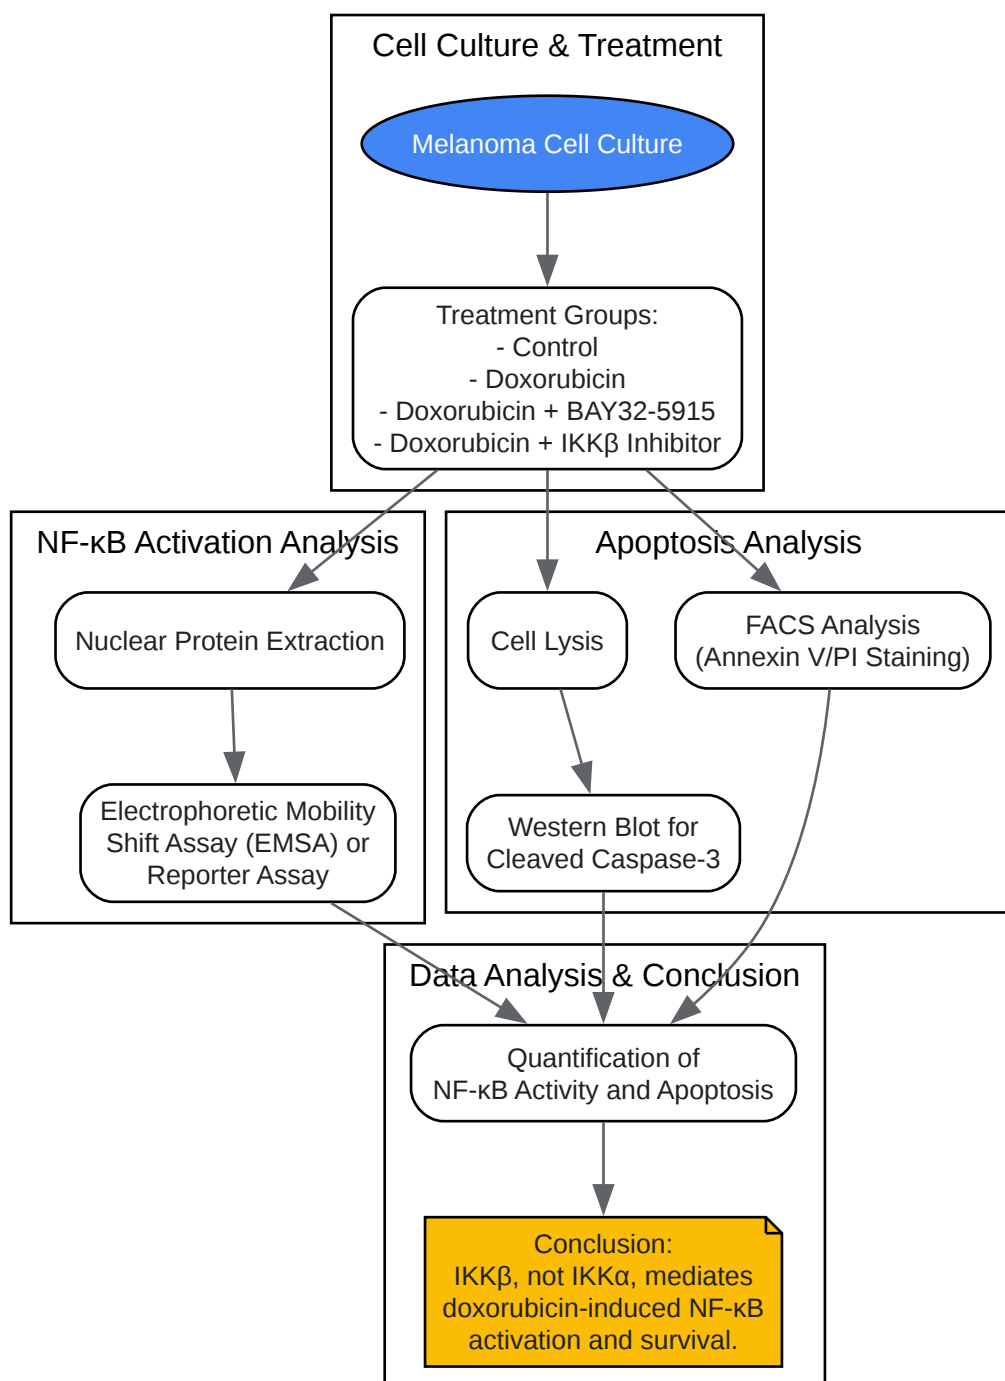 Cell Culture & Treatment
Melanoma Cell Culture
Treatment Groups:
- Control
- Doxorubicin
- Doxorubicin + BAY32-5915
- Doxorubicin + IKKβ Inhibitor
NF-κB Activation Analysis
Nuclear Protein Extraction
Electrophoretic Mobility
Shift Assay (EMSA) or
Reporter Assay
Apoptosis Analysis
Cell Lysis
FACS Analysis
(Annexin V/PI Staining)
Western Blot for
Cleaved Caspase-3
Data Analysis & Conclusion
Quantification of
NF-κB Activity and Apoptosis
Conclusion:
IKKβ, not IKKα, mediates
doxorubicin-induced NF-κB
activation and survival.